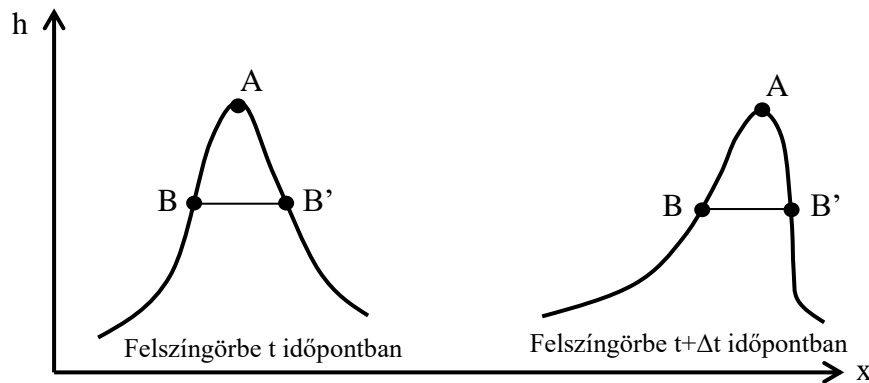 h
A
B
B’
A
B
B’
Felszíngörbe t időpontban
Felszíngörbe t+Δt időpontban
x